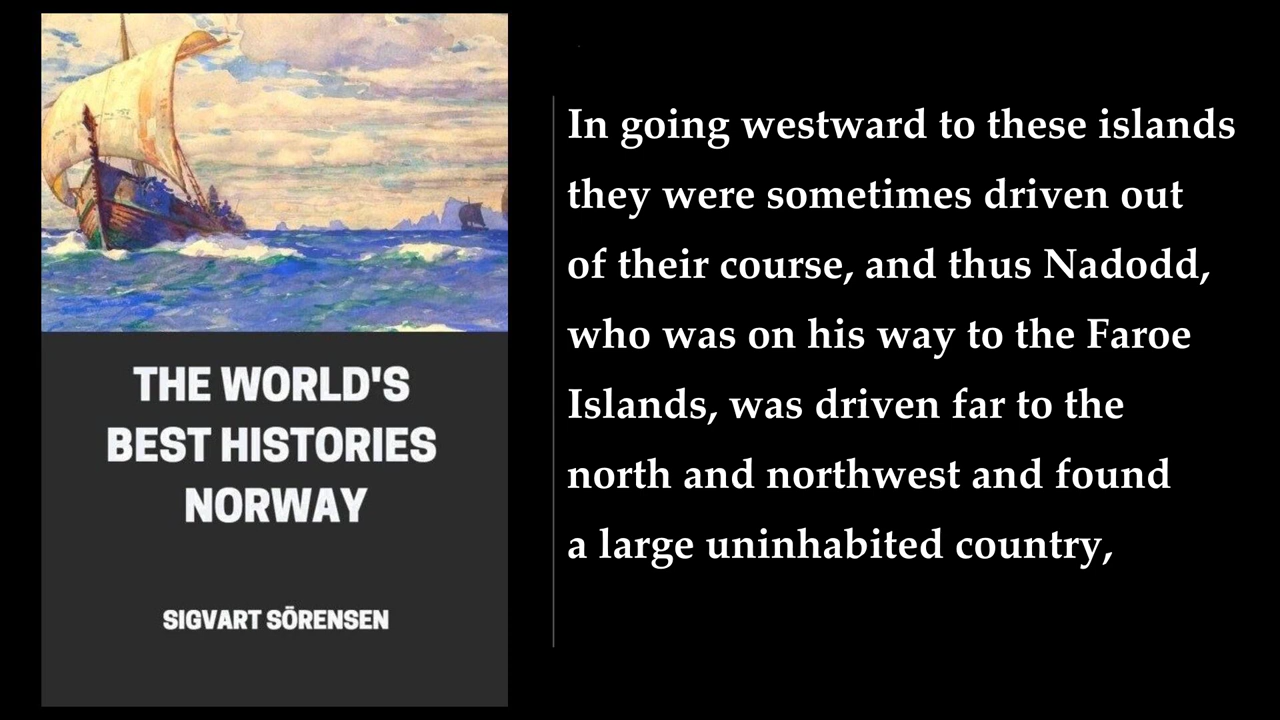 THE WORLD'S
BEST HISTORIES
NORWAY
SIGVART SÖRENSEN
In going westward to these islands
they were sometimes driven out
of their course, and thus Nadodd,
who was on his way to the Faroe
Islands, was driven far to the
north and northwest and found
a large uninhabited country,